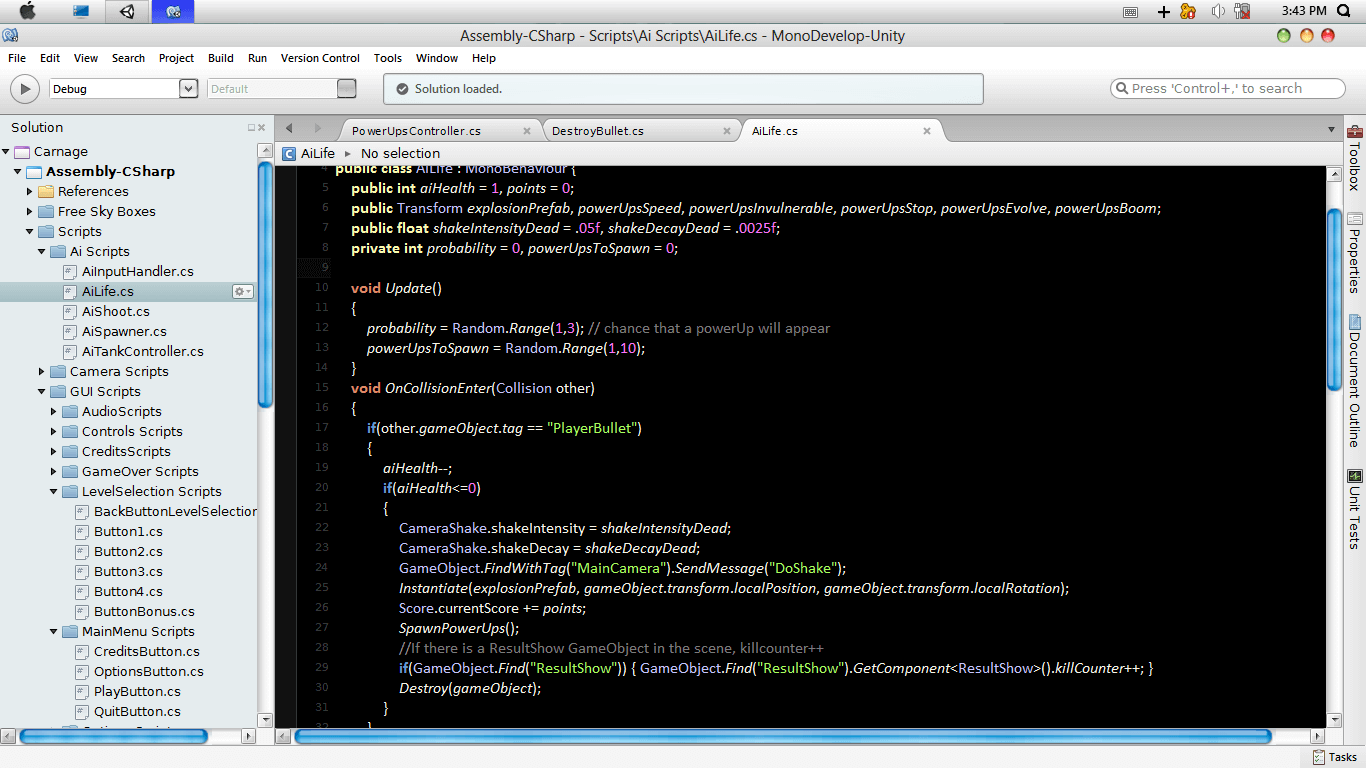 3:43 PM
Assembly-CSharp - Scripts\Ai Scripts\AiLife.cs - MonoDevelop-Unity
File Edit View Search Project Build Run Version Control Tools Window Help
Debug Default Solution loaded. Press 'Control+,' to search
Solution
Carnage
Assembly-CSharp
References
Free Sky Boxes
Scripts
Ai Scripts
AiInputHandler.cs
AiLife.cs
AiShoot.cs
AiSpawner.cs
AiTankController.cs
Camera Scripts
GUI Scripts
AudioScripts
Controls Scripts
CreditsScripts
GameOver Scripts
LevelSelection Scripts
BackButtonLevelSelection
Button1.cs
Button2.cs
Button3.cs
Button4.cs
ButtonBonus.cs
MainMenu Scripts
CreditsButton.cs
OptionsButton.cs
PlayButton.cs
QuitButton.cs
PowerUpsController.cs DestroyBullet.cs AiLife.cs
AiLife No selection
4 public class AiLife : MonoBehaviour {
5 public int aiHealth = 1, points = 0;
6 public Transform explosionPrefab, powerUpsSpeed, powerUpsInvulnerable, powerUpsStop, powerUpsEvolve, powerUpsBoom;
7 public float shakeIntensityDead = .05f, shakeDecayDead = .0025f;
8 private int probability = 0, powerUpsToSpawn = 0;
9
10 void Update()
11 {
12 probability = Random.Range(1,3); // chance that a powerUp will appear
13 powerUpsToSpawn = Random.Range(1,10);
14 }
15 void OnCollisionEnter(Collision other)
16 {
17 if(other.gameObject.tag == "PlayerBullet")
18 {
19 aiHealth--;
20 if(aiHealth<=0)
21 {
22 CameraShake.shakeIntensity = shakeIntensityDead;
23 CameraShake.shakeDecay = shakeDecayDead;
24 GameObject.FindWithTag("MainCamera").SendMessage("DoShake");
25 Instantiate(explosionPrefab, gameObject.transform.localPosition, gameObject.transform.localRotation);
26 Score.currentScore += points;
27 SpawnPowerUps();
28 //If there is a ResultShow GameObject in the scene, killcounter++
29 if(GameObject.Find("ResultShow")) { GameObject.Find("ResultShow").GetComponent<ResultShow>().killCounter++; }
30 Destroy(gameObject);
31 }
32 }
Toolbox
Properties
Document Outline
Unit Tests
Tasks